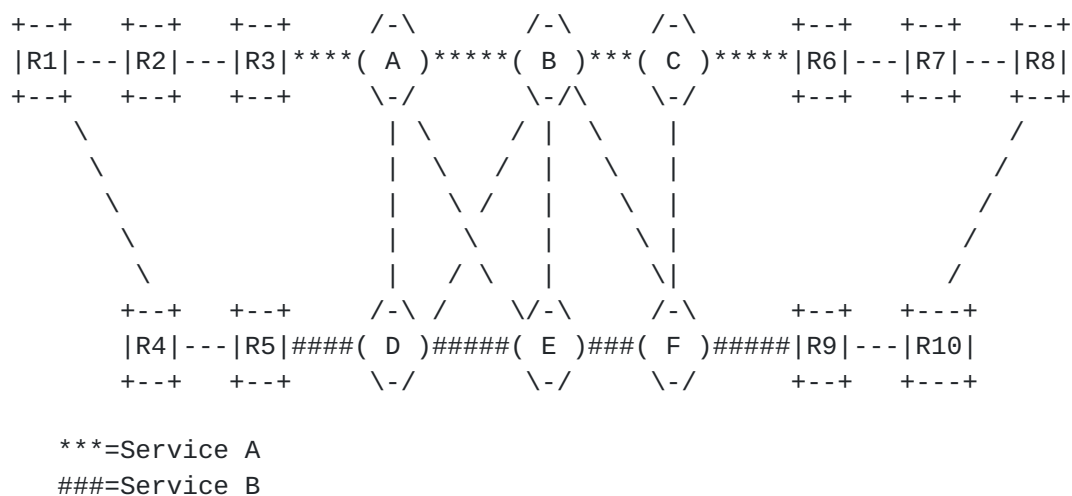 +--+   +--+   +--+     /-\       /-\     /-\      +--+   +--+   +--+
|R1|---|R2|---|R3|****( A )*****( B )***( C )*****|R6|---|R7|---|R8|
+--+   +--+   +--+     \-/       \-/\    \-/      +--+   +--+   +--+
    \                   | \     / |  \    |                     /
     \                  |  \   /  |   \   |                    /
      \                 |   \ /   |    \  |                   /
       \                |    \    |     \ |                  /
        \               |   / \   |      \|                 /
       +--+   +--+     /-\ /   \/-\     /-\      +--+   +---+
       |R4|---|R5|####( D )#####( E )###( F )#####|R9|---|R10|
       +--+   +--+     \-/       \-/     \-/      +--+   +---+
   ***=Service A
   ###=Service B